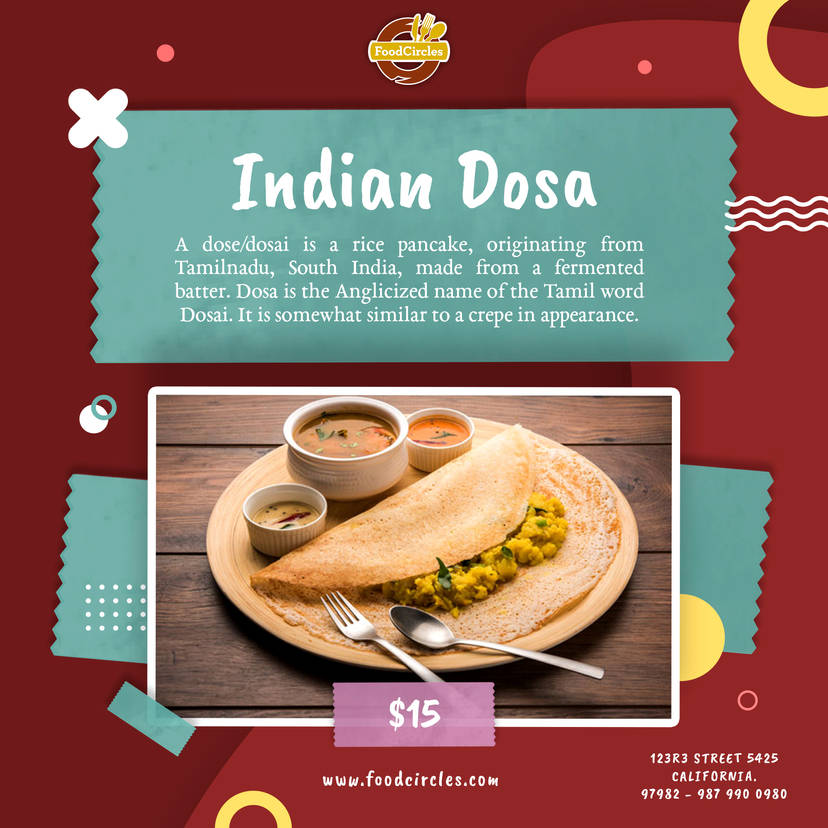 FoodCircles
Indian Dosa
A dose/dosai is a rice pancake, originating from
Tamilnadu, South India, made from a fermented
batter. Dosa is the Anglicized name of the Tamil word
Dosai. It is somewhat similar to a crepe in appearance.
$15
www.foodcircles.com
123R3 STREET 5425
CALIFORNIA.
97982 - 987 990 0980